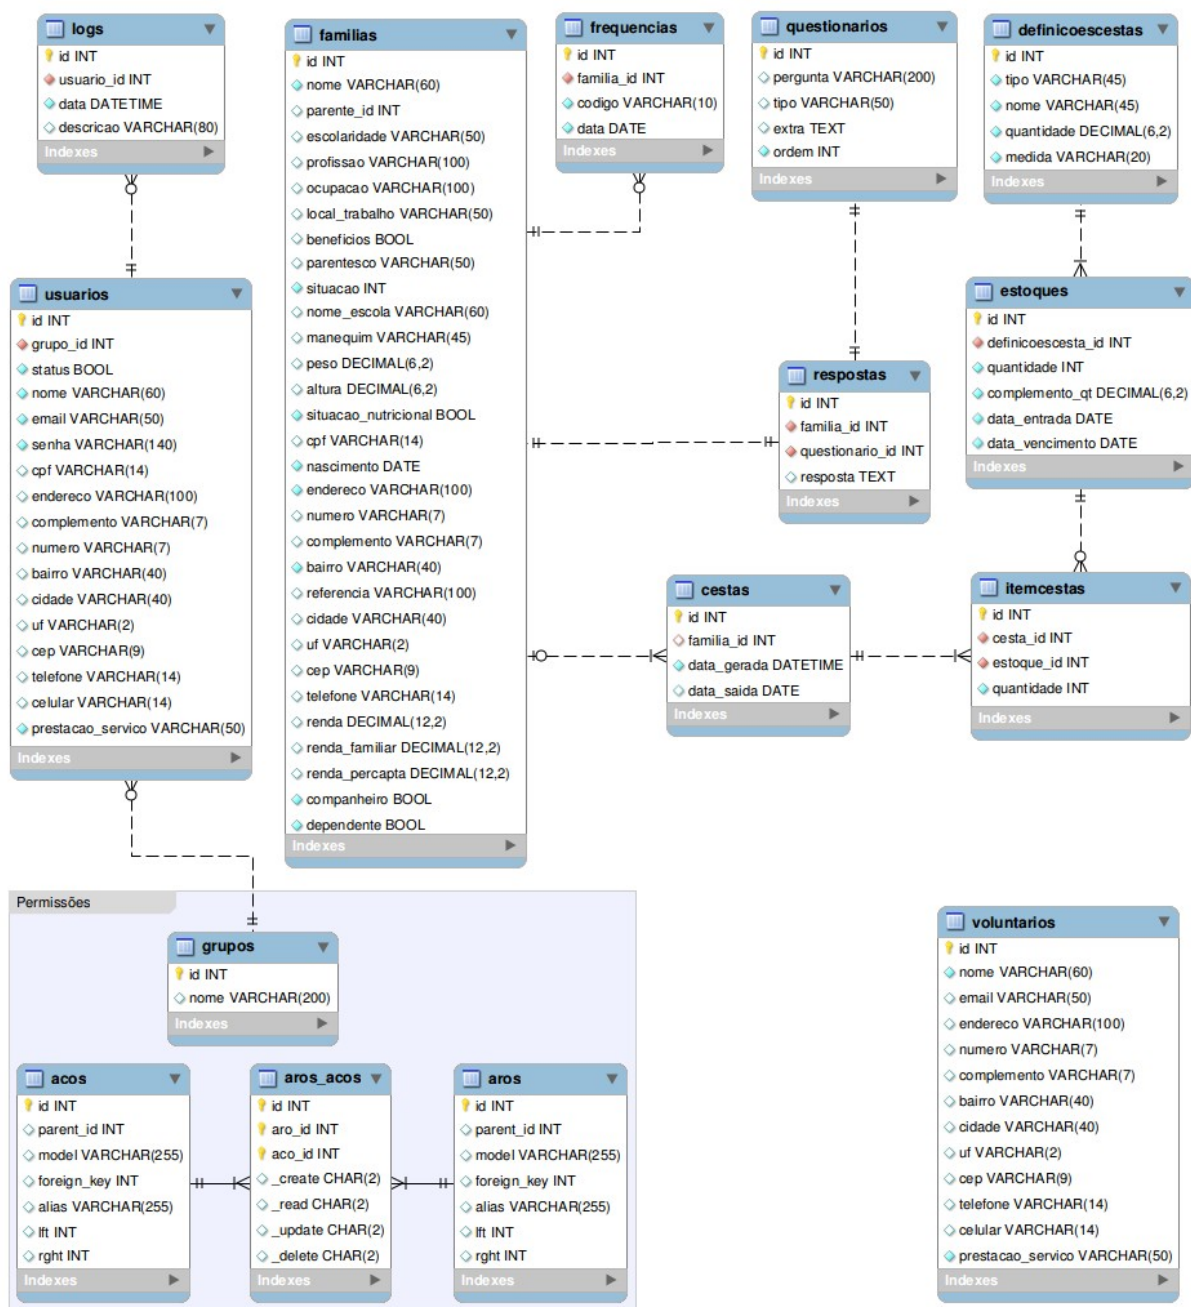 logs
id INT
usuario_id INT
data DATETIME
descricao VARCHAR(80)
Indexes
familias
id INT
nome VARCHAR(60)
parente_id INT
escolaridade VARCHAR(50)
profissao VARCHAR(100)
ocupacao VARCHAR(100)
local_trabalho VARCHAR(50)
beneficios BOOL
parentesco VARCHAR(50)
situacao INT
nome_escola VARCHAR(60)
manequim VARCHAR(45)
peso DECIMAL(6,2)
altura DECIMAL(6,2)
situacao_nutricional BOOL
cpf VARCHAR(14)
nascimento DATE
endereco VARCHAR(100)
numero VARCHAR(7)
complemento VARCHAR(7)
bairro VARCHAR(40)
referencia VARCHAR(100)
cidade VARCHAR(40)
uf VARCHAR(2)
cep VARCHAR(9)
telefone VARCHAR(14)
renda DECIMAL(12,2)
renda_familiar DECIMAL(12,2)
renda_percapta DECIMAL(12,2)
companheiro BOOL
dependente BOOL
Indexes
frequencias
id INT
familia_id INT
codigo VARCHAR(10)
data DATE
Indexes
questionarios
id INT
pergunta VARCHAR(200)
tipo VARCHAR(50)
extra TEXT
ordem INT
Indexes
definicoescestas
id INT
tipo VARCHAR(45)
nome VARCHAR(45)
quantidade DECIMAL(6,2)
medida VARCHAR(20)
Indexes
usuarios
id INT
grupo_id INT
status BOOL
nome VARCHAR(60)
email VARCHAR(50)
senha VARCHAR(140)
cpf VARCHAR(14)
endereco VARCHAR(100)
complemento VARCHAR(7)
numero VARCHAR(7)
bairro VARCHAR(40)
cidade VARCHAR(40)
uf VARCHAR(2)
cep VARCHAR(9)
telefone VARCHAR(14)
celular VARCHAR(14)
prestacao_servico VARCHAR(50)
Indexes
estoques
id INT
definicoescesta_id INT
quantidade INT
complemento_qt DECIMAL(6,2)
data_entrada DATE
data_vencimento DATE
Indexes
respostas
id INT
familia_id INT
questionario_id INT
resposta TEXT
Indexes
cestas
id INT
familia_id INT
data_gerada DATETIME
data_saida DATE
Indexes
itemcestas
id INT
cesta_id INT
estoque_id INT
quantidade INT
Indexes
Permissões
grupos
id INT
nome VARCHAR(200)
Indexes
acos
id INT
parent_id INT
model VARCHAR(255)
foreign_key INT
alias VARCHAR(255)
lft INT
rght INT
Indexes
aros_acos
id INT
aro_id INT
aco_id INT
_create CHAR(2)
_read CHAR(2)
_update CHAR(2)
_delete CHAR(2)
Indexes
aros
id INT
parent_id INT
model VARCHAR(255)
foreign_key INT
alias VARCHAR(255)
lft INT
rght INT
Indexes
voluntarios
id INT
nome VARCHAR(60)
email VARCHAR(50)
endereco VARCHAR(100)
numero VARCHAR(7)
complemento VARCHAR(7)
bairro VARCHAR(40)
cidade VARCHAR(40)
uf VARCHAR(2)
cep VARCHAR(9)
telefone VARCHAR(14)
celular VARCHAR(14)
prestacao_servico VARCHAR(50)
Indexes